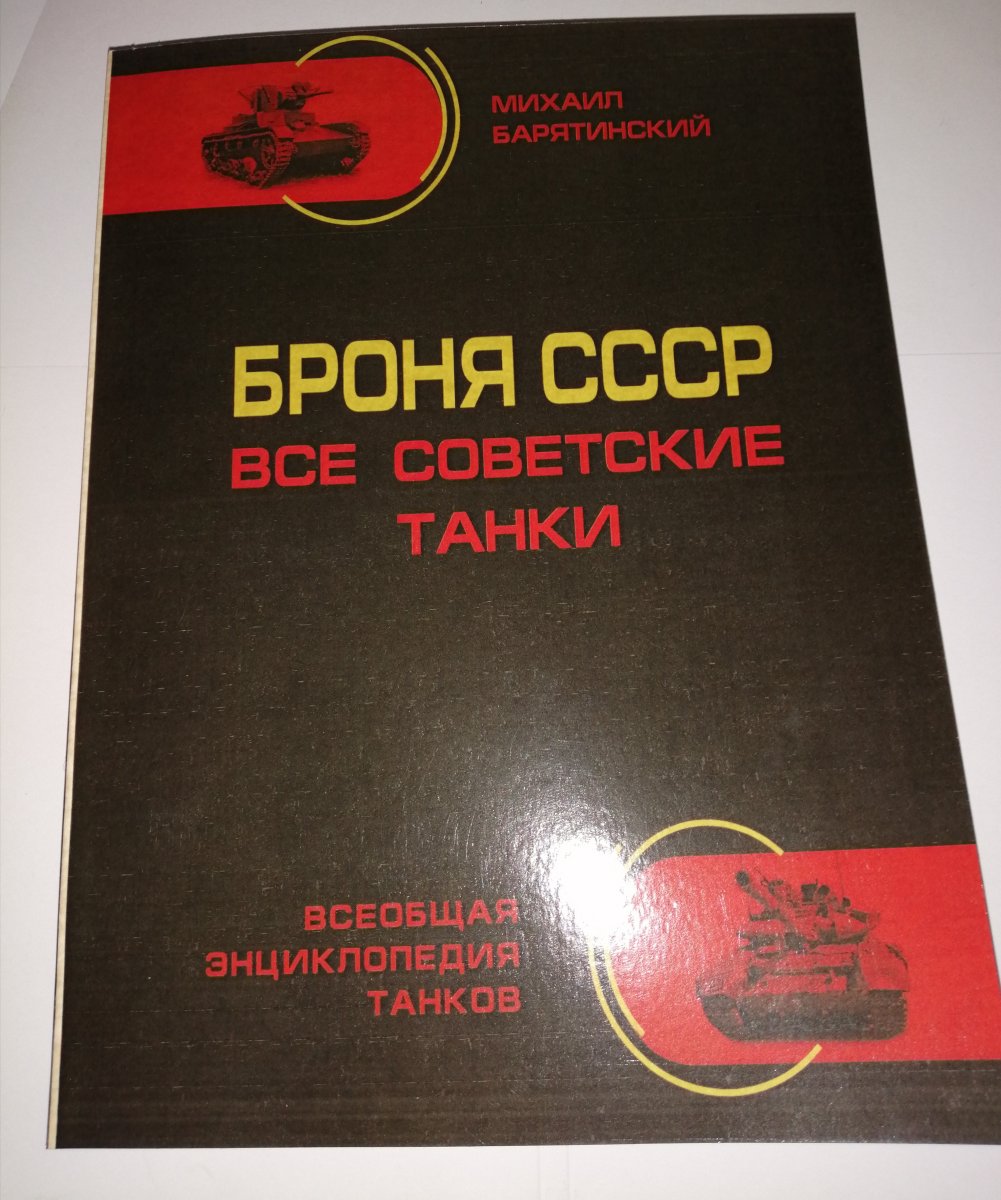 МИХАИЛ
БАРЯТИНСКИЙ
БРОНЯ СССР
ВСЕ СОВЕТСКИЕ
ТАНКИ
ВСЕОБЩАЯ
ЭНЦИКЛОПЕДИЯ
ТАНКОВ